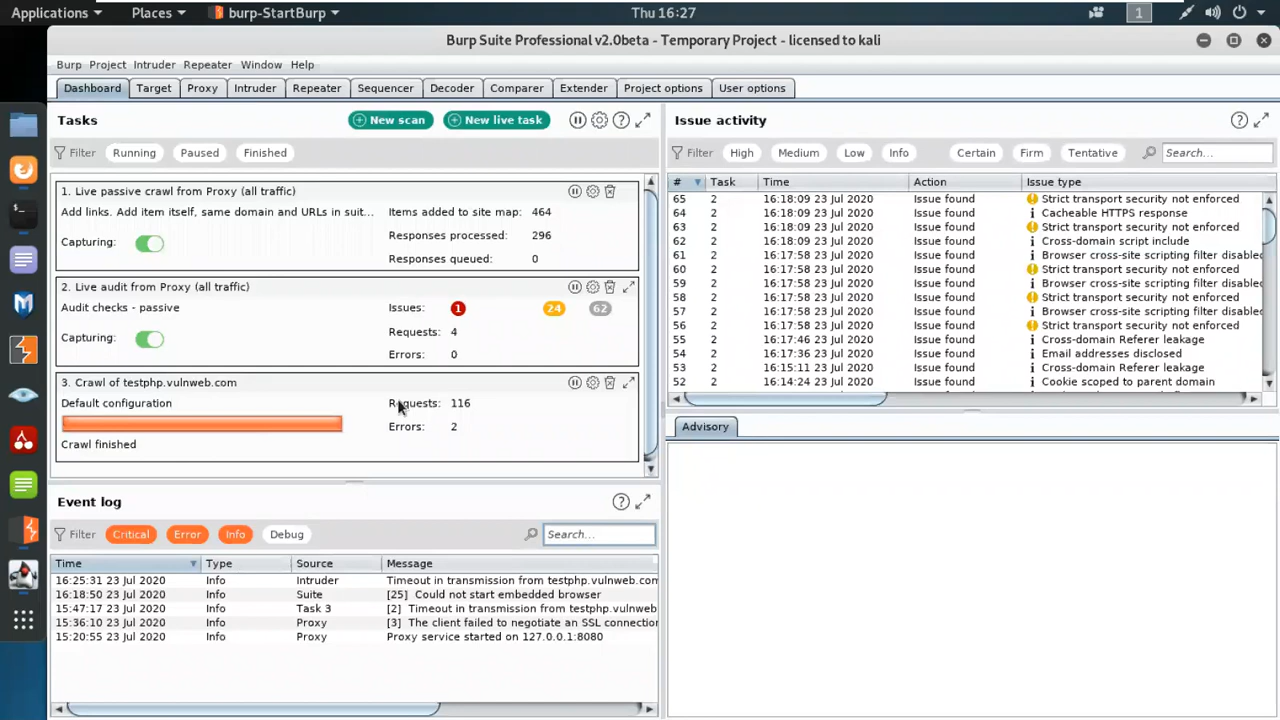 Applications Places burp-StartBurp Thu 16:27 1
Burp Suite Professional v2.0beta - Temporary Project - licensed to kali
Burp Project Intruder Repeater Window Help
Dashboard Target Proxy Intruder Repeater Sequencer Decoder Comparer Extender Project options User options
Tasks New scan New live task
Filter Running Paused Finished
1. Live passive crawl from Proxy (all traffic)
Add links. Add item itself, same domain and URLs in suit... Items added to site map: 464
Responses processed: 296
Capturing:
Responses queued: 0
2. Live audit from Proxy (all traffic)
Audit checks - passive Issues: 1 24 62
Requests: 4
Capturing:
Errors: 0
3. Crawl of testphp.vulnweb.com
Default configuration Requests: 116
Errors: 2
Crawl finished
Event log
Filter Critical Error Info Debug Search...
Time Type Source Message
16:25:31 23 Jul 2020 Info Intruder Timeout in transmission from testphp.vulnweb.com
16:18:50 23 Jul 2020 Info Suite [25] Could not start embedded browser
15:47:17 23 Jul 2020 Info Task 3 [2] Timeout in transmission from testphp.vulnweb
15:36:10 23 Jul 2020 Info Proxy [3] The client failed to negotiate an SSL connection
15:20:55 23 Jul 2020 Info Proxy Proxy service started on 127.0.0.1:8080
Issue activity
Filter High Medium Low Info Certain Firm Tentative Search...
# Task Time Action Issue type
65 2 16:18:09 23 Jul 2020 Issue found Strict transport security not enforced
64 2 16:18:09 23 Jul 2020 Issue found Cacheable HTTPS response
63 2 16:18:09 23 Jul 2020 Issue found Strict transport security not enforced
62 2 16:18:09 23 Jul 2020 Issue found Cross-domain script include
61 2 16:17:58 23 Jul 2020 Issue found Browser cross-site scripting filter disabled
60 2 16:17:58 23 Jul 2020 Issue found Strict transport security not enforced
59 2 16:17:58 23 Jul 2020 Issue found Browser cross-site scripting filter disabled
58 2 16:17:58 23 Jul 2020 Issue found Strict transport security not enforced
57 2 16:17:58 23 Jul 2020 Issue found Browser cross-site scripting filter disabled
56 2 16:17:58 23 Jul 2020 Issue found Strict transport security not enforced
55 2 16:17:46 23 Jul 2020 Issue found Cross-domain Referer leakage
54 2 16:17:36 23 Jul 2020 Issue found Email addresses disclosed
53 2 16:15:11 23 Jul 2020 Issue found Cross-domain Referer leakage
52 2 16:14:24 23 Jul 2020 Issue found Cookie scoped to parent domain
Advisory